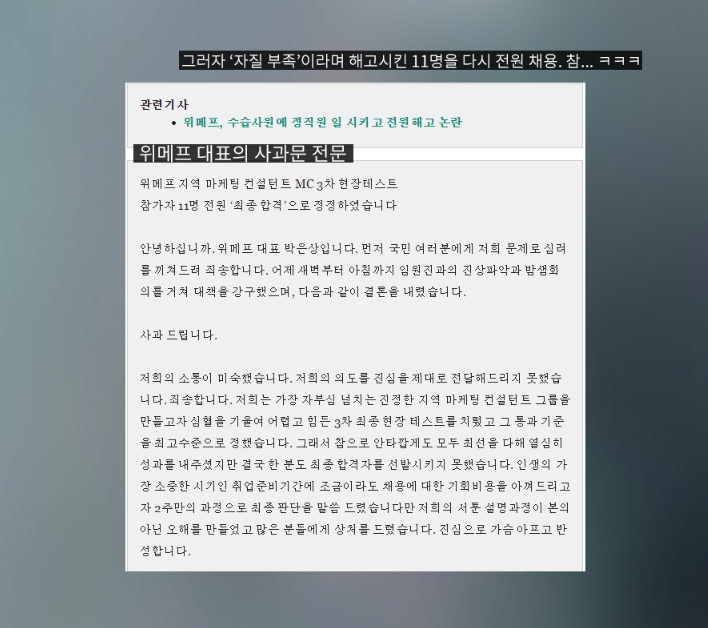 그러자 ‘자질 부족’이라며 해고시킨 11명을 다시 전원 채용. 참... ㅋㅋㅋ
관련기사
• 위메프, 수습사원에 정직원 일 시키고 전원해고 논란
위메프 대표의 사과문 전문
위메프 지역 마케팅 컨설턴트 MC 3차 현장테스트
참가자 11명 전원 ‘최종 합격’으로 정정하였습니다
안녕하십니까. 위메프 대표 박은상입니다. 먼저 국민 여러분에게 저희 문제로 심려
를 끼쳐드려 죄송합니다. 어제 새벽부터 아침까지 임원진과의 진상파악과 밤샘회
의를 거쳐 대책을 강구했으며, 다음과 같이 결론을 내렸습니다.
사과 드립니다.
저희의 소통이 미숙했습니다. 저희의 의도를 진심을 제대로 전달해드리지 못했습
니다. 죄송합니다. 저희는 가장 자부심 넘치는 진정한 지역 마케팅 컨설턴트 그룹을
만들고자 심혈을 기울여 어렵고 힘든 3차 최종 현장 테스트를 치뤘고 그 통과 기준
을 최고수준으로 정했습니다. 그래서 참으로 안타깝게도 모두 최선을 다해 열심히
성과를 내주셨지만 결국 한 분도 최종 합격자를 선발시키지 못했습니다. 인생의 가
장 소중한 시기인 취업준비기간에 조금이라도 채용에 대한 기회비용을 아껴드리고
자 2주만의 과정으로 최종 판단을 말씀 드렸습니다만 저희의 서툰 설명과정이 본의
아닌 오해를 만들었고 많은 분들에게 상처를 드렸습니다. 진심으로 가슴 아프고 반
성합니다.